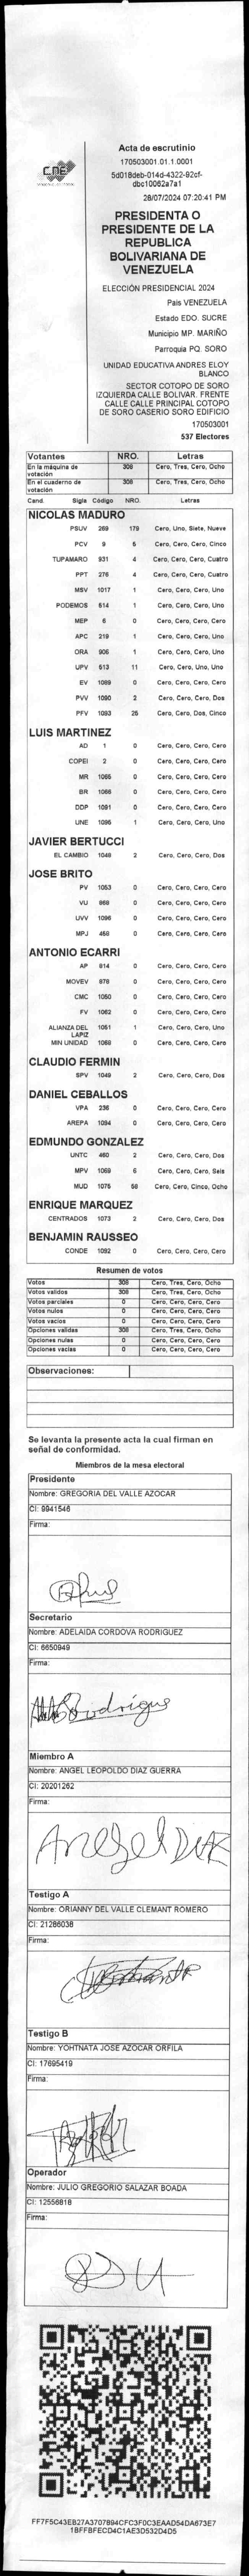 CNE
Acta de escrutinio
170503001.01.1.0001
5d018deb-014d-4322-92cf-
dbc10062a7a1
28/07/2024 07:20:41 PM
PRESIDENTA O
PRESIDENTE DE LA
REPUBLICA
BOLIVARIANA DE
VENEZUELA
ELECCIÓN PRESIDENCIAL 2024
Pais VENEZUELA
Estado EDO. SUCRE
Municipio MP. MARIÑO
Parroquia PQ. SORO
UNIDAD EDUCATIVA ANDRES ELOY
BLANCO
SECTOR COTOPO DE SORO
IZQUIERDA CALLE BOLIVAR. FRENTE
CALLE CALLE PRINCIPAL COTOPO
DE SORO CASERIO SORO EDIFICIO
170503001
537 Electores
Votantes NRO. Letras
En la máquina de votación 308 Cero, Tres, Cero, Ocho
En el cuaderno de votación 308 Cero, Tres, Cero, Ocho
Cand. Sigla Código NRO. Letras
NICOLAS MADURO
PSUV 269 179 Cero, Uno, Siete, Nueve
PCV 9 5 Cero, Cero, Cero, Cinco
TUPAMARO 931 4 Cero, Cero, Cero, Cuatro
PPT 276 4 Cero, Cero, Cero, Cuatro
MSV 1017 1 Cero, Cero, Cero, Uno
PODEMOS 514 1 Cero, Cero, Cero, Uno
MEP 6 0 Cero, Cero, Cero, Cero
APC 219 1 Cero, Cero, Cero, Uno
ORA 906 1 Cero, Cero, Cero, Uno
UPV 613 11 Cero, Cero, Uno, Uno
EV 1089 0 Cero, Cero, Cero, Cero
PVV 1090 2 Cero, Cero, Cero, Dos
PFV 1093 25 Cero, Cero, Dos, Cinco
LUIS MARTINEZ
AD 1 0 Cero, Cero, Cero, Cero
COPEI 2 0 Cero, Cero, Cero, Cero
MR 1065 0 Cero, Cero, Cero, Cero
BR 1066 0 Cero, Cero, Cero, Cero
DDP 1091 0 Cero, Cero, Cero, Cero
UNE 1095 1 Cero, Cero, Cero, Uno
JAVIER BERTUCCI
EL CAMBIO 1048 2 Cero, Cero, Cero, Dos
JOSE BRITO
PV 1053 0 Cero, Cero, Cero, Cero
VU 868 0 Cero, Cero, Cero, Cero
UVV 1096 0 Cero, Cero, Cero, Cero
MPJ 458 0 Cero, Cero, Cero, Cero
ANTONIO ECARRI
AP 814 0 Cero, Cero, Cero, Cero
MOVEV 878 0 Cero, Cero, Cero, Cero
CMC 1050 0 Cero, Cero, Cero, Cero
FV 1062 0 Cero, Cero, Cero, Cero
ALIANZA DEL LAPIZ 1051 1 Cero, Cero, Cero, Uno
MIN UNIDAD 1068 0 Cero, Cero, Cero, Cero
CLAUDIO FERMIN
SPV 1049 2 Cero, Cero, Cero, Dos
DANIEL CEBALLOS
VPA 236 0 Cero, Cero, Cero, Cero
AREPA 1094 0 Cero, Cero, Cero, Cero
EDMUNDO GONZALEZ
UNTC 460 2 Cero, Cero, Cero, Dos
MPV 1069 6 Cero, Cero, Cero, Seis
MUD 1075 58 Cero, Cero, Cinco, Ocho
ENRIQUE MARQUEZ
CENTRADOS 1073 2 Cero, Cero, Cero, Dos
BENJAMIN RAUSSEO
CONDE 1092 0 Cero, Cero, Cero, Cero
Resumen de votos
Votos 308 Cero, Tres, Cero, Ocho
Votos validos 308 Cero, Tres, Cero, Ocho
Votos parciales 0 Cero, Cero, Cero, Cero
Votos nulos 0 Cero, Cero, Cero, Cero
Votos vacios 0 Cero, Cero, Cero, Cero
Opciones validas 308 Cero, Tres, Cero, Ocho
Opciones nulas 0 Cero, Cero, Cero, Cero
Opciones vacias 0 Cero, Cero, Cero, Cero
Observaciones:
Se levanta la presente acta la cual firman en
señal de conformidad.
Miembros de la mesa electoral
Presidente
Nombre: GREGORIA DEL VALLE AZOCAR
CI: 9941546
Firma:
Secretario
Nombre: ADELAIDA CORDOVA RODRIGUEZ
CI: 6650949
Firma:
Rodrigue
Miembro A
Nombre: ANGEL LEOPOLDO DIAZ GUERRA
CI: 20201262
Firma:
Angel Diaz
Testigo A
Nombre: ORIANNY DEL VALLE CLEMANT ROMERO
CI: 21286038
Firma:
Testigo B
Nombre: YOHTNATA JOSE AZOCAR ORFILA
CI: 17695419
Firma:
Operador
Nombre: JULIO GREGORIO SALAZAR BOADA
CI: 12556818
Firma:
FF7F5C43EB27A3707894CFC3F0C3EAAD54DA673E7
1BFFBFECD4C1AE3D532D4D5